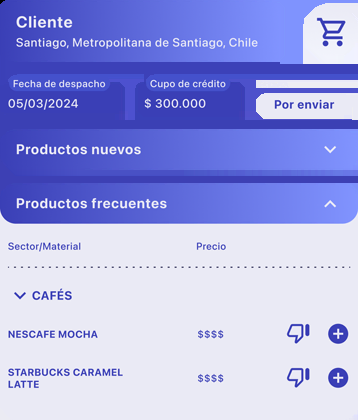 Cliente
Santiago, Metropolitana de Santiago, Chile
Fecha de despacho
Cupo de crédito
05/03/2024
$ 300.000
Por enviar
Productos nuevos
Productos frecuentes
Sector/Material
Precio
CAFÉS
NESCAFE MOCHA
$$$$
STARBUCKS CARAMEL
LATTE
$$$$